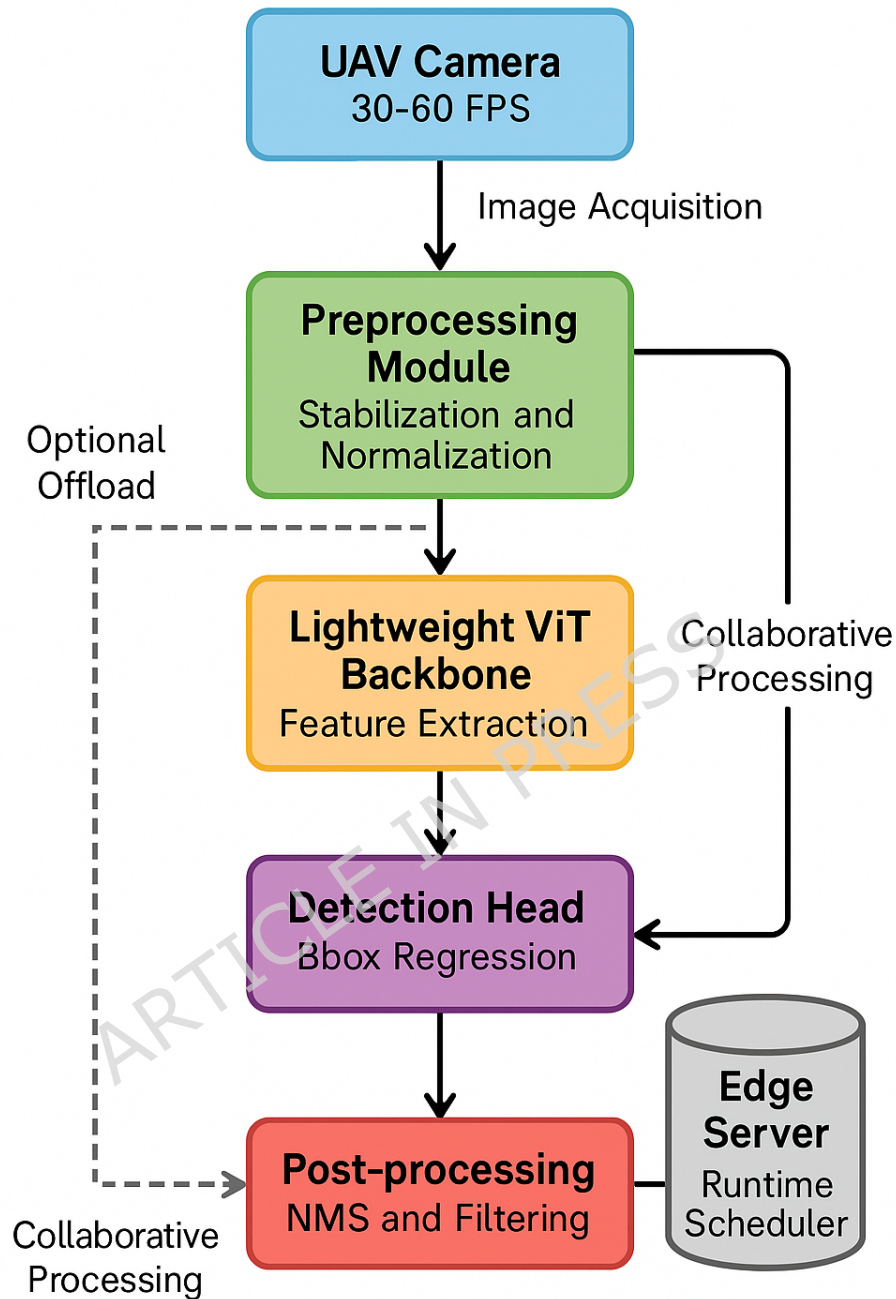 UAV Camera
30-60 FPS
Image Acquisition
Preprocessing
Module
Stabilization and
Normalization
Optional
Offload
Lightweight ViT
Backbone
Feature Extraction
Collaborative
Processing
Detection Head
Bbox Regression
Edge
Server
Runtime
Scheduler
Post-processing
NMS and Filtering
Collaborative
Processing
ARTICLE IN PRESS